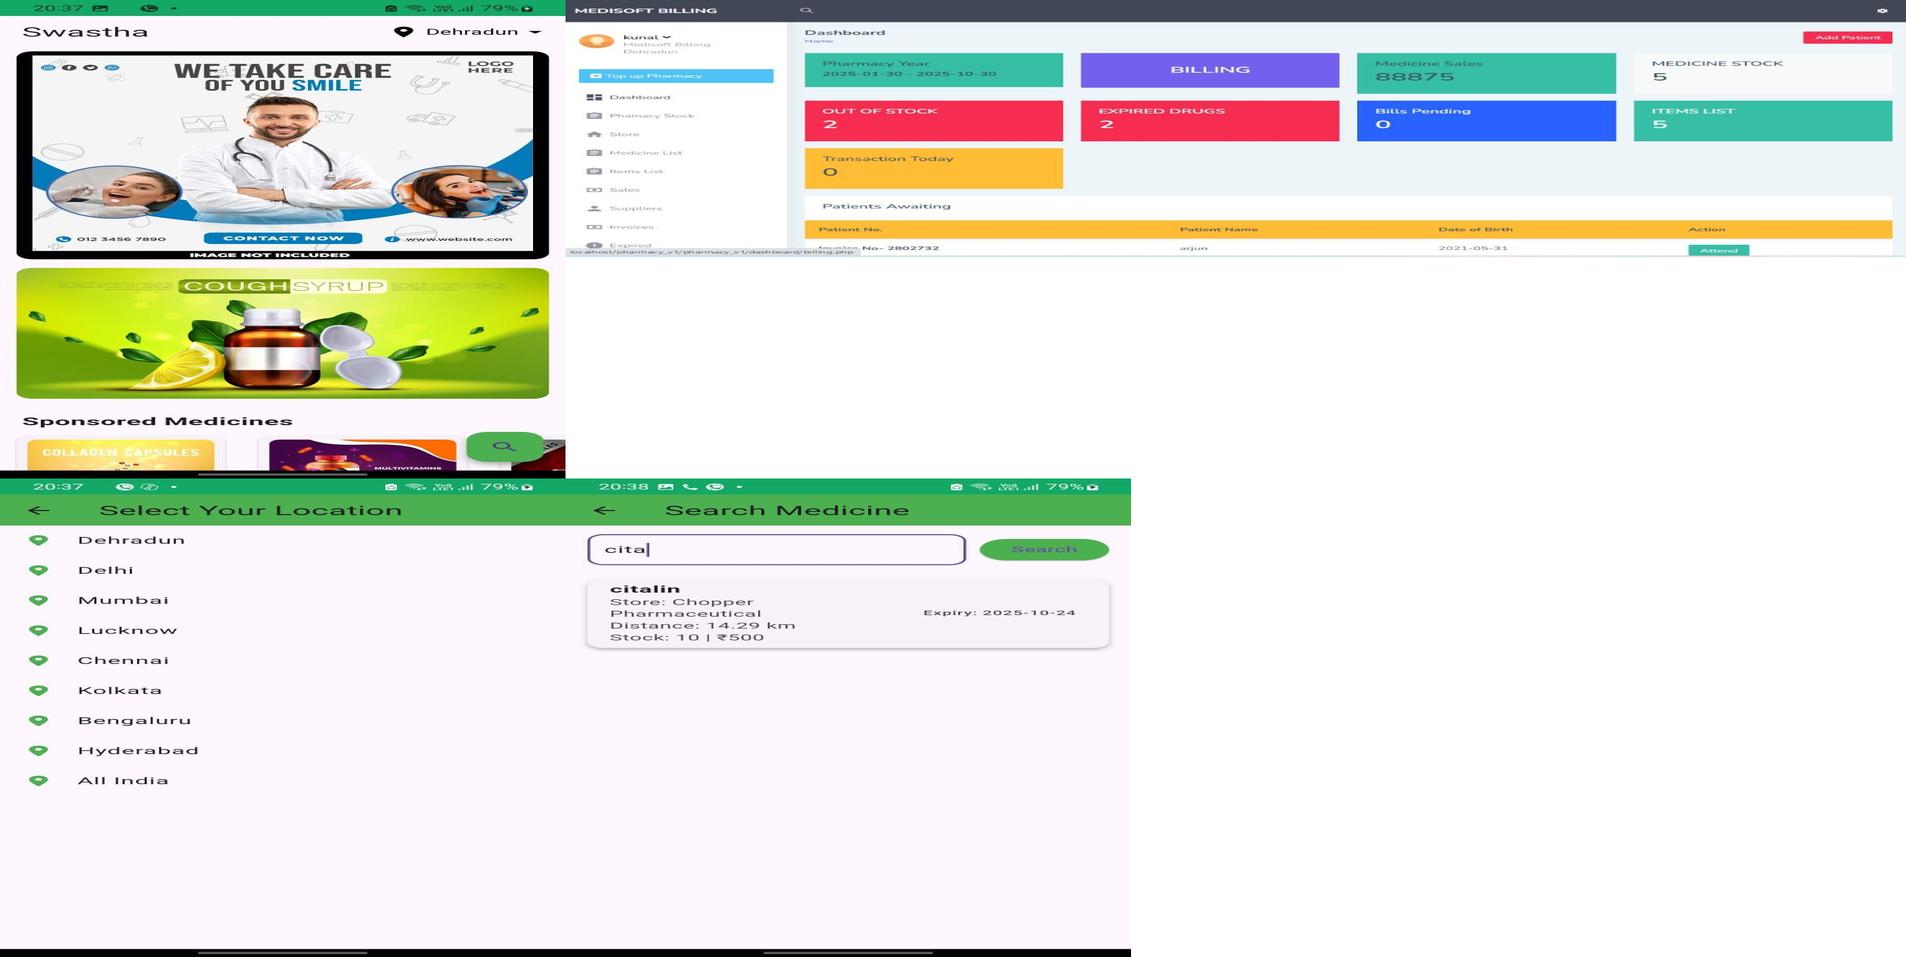 20:37 79%
Swastha Dehradun
WE TAKE CARE
OF YOU SMILE
LOGO
HERE
012 3456 7890 CONTACT NOW www.website.com
IMAGE NOT INCLUDED
COUGH SYRUP
Sponsored Medicines
COLLAGEN CAPSULES
MULTIVITAMINS
MEDISOFT BILLING
kunal
Medisoft Billing
Dehradun
Top up Pharmacy
Dashboard
Phamacy Stock
Store
Medicine List
Items List
Sales
Suppliers
Invoices
Expired
localhost/pharmacy_v1/pharmacy_v1/dashboard/billing.php
Dashboard
Home
Add Patient
Pharmacy Year
2025-01-30 - 2025-10-30
BILLING
Medicine Sales
88875
MEDICINE STOCK
5
OUT OF STOCK
2
EXPIRED DRUGS
2
Bills Pending
0
ITEMS LIST
5
Transaction Today
0
Patients Awaiting
Patient No. Patient Name Date of Birth Action
Invoice No- 2802732 arjun 2021-05-31 Attend
20:37 79%
Select Your Location
Dehradun
Delhi
Mumbai
Lucknow
Chennai
Kolkata
Bengaluru
Hyderabad
All India
20:38 79%
Search Medicine
cita Search
citalin
Store: Chopper
Pharmaceutical
Distance: 14.29 km
Stock: 10 | ₹500
Expiry: 2025-10-24